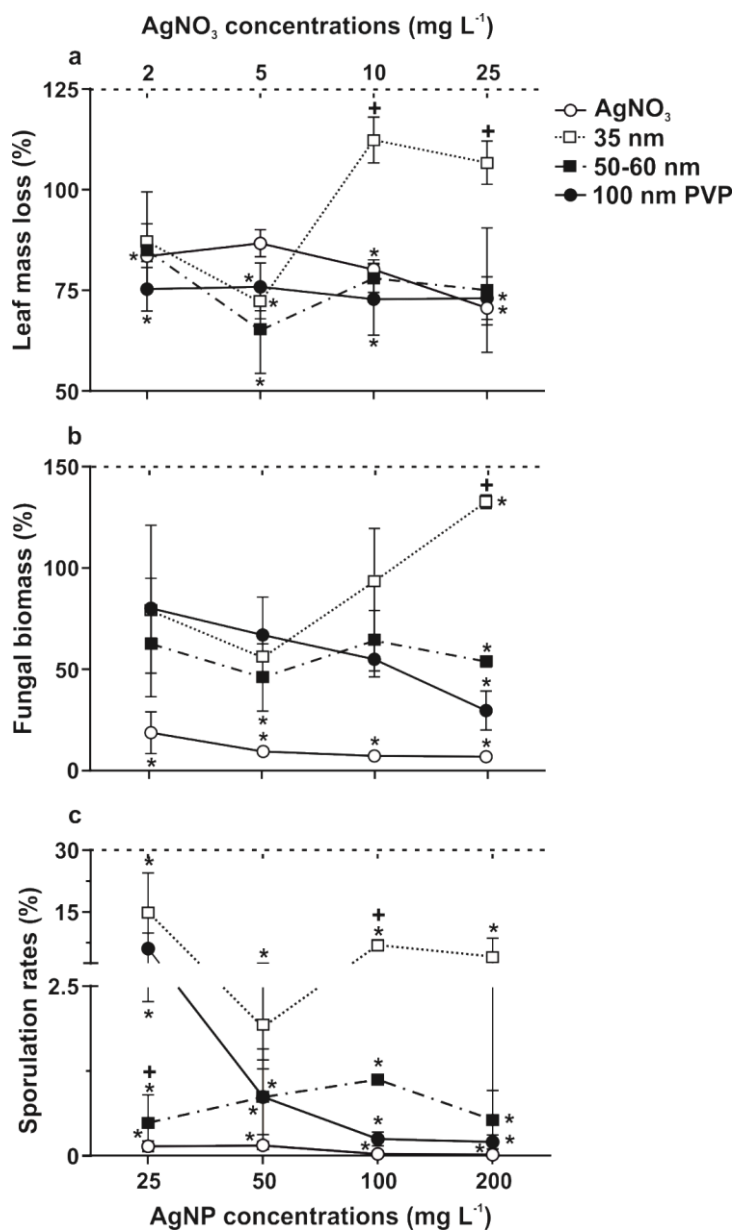 AgNO₃ concentrations (mg L⁻¹)
a
2 5 10 25
125
100
75
50
Leaf mass loss (%)
AgNO₃
35 nm
50-60 nm
100 nm PVP
b
150
100
50
0
Fungal biomass (%)
c
30
15
2.5
0
Sporulation rates (%)
25 50 100 200
AgNP concentrations (mg L⁻¹)